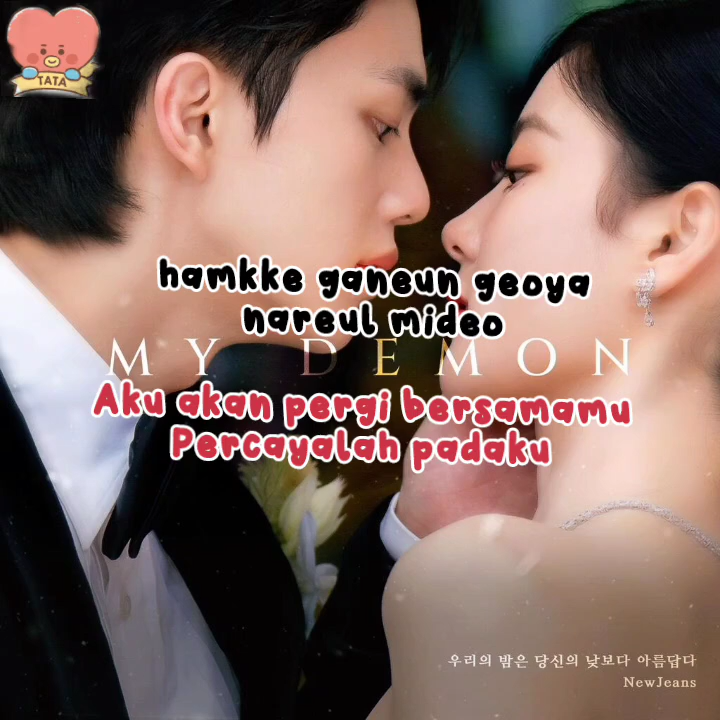 TATA
hamkke ganeun geoya
nareul mideo
MY DEMON
Aku akan pergi bersamamu
Percayalah padaku
우리의 밤은 당신의 낮보다 아름답다
NewJeans